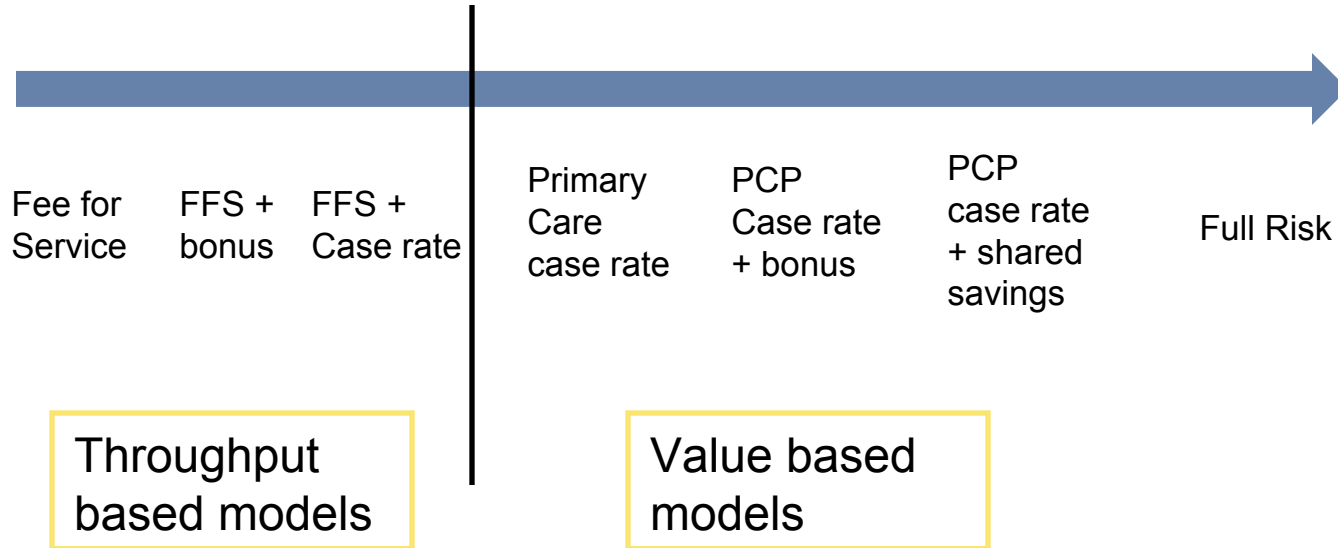 Fee for
Service
FFS +
bonus
FFS +
Case rate
Primary
Care
case rate
PCP
Case rate
+ bonus
PCP
case rate
+ shared
savings
Full Risk
Throughput
based models
Value based
models